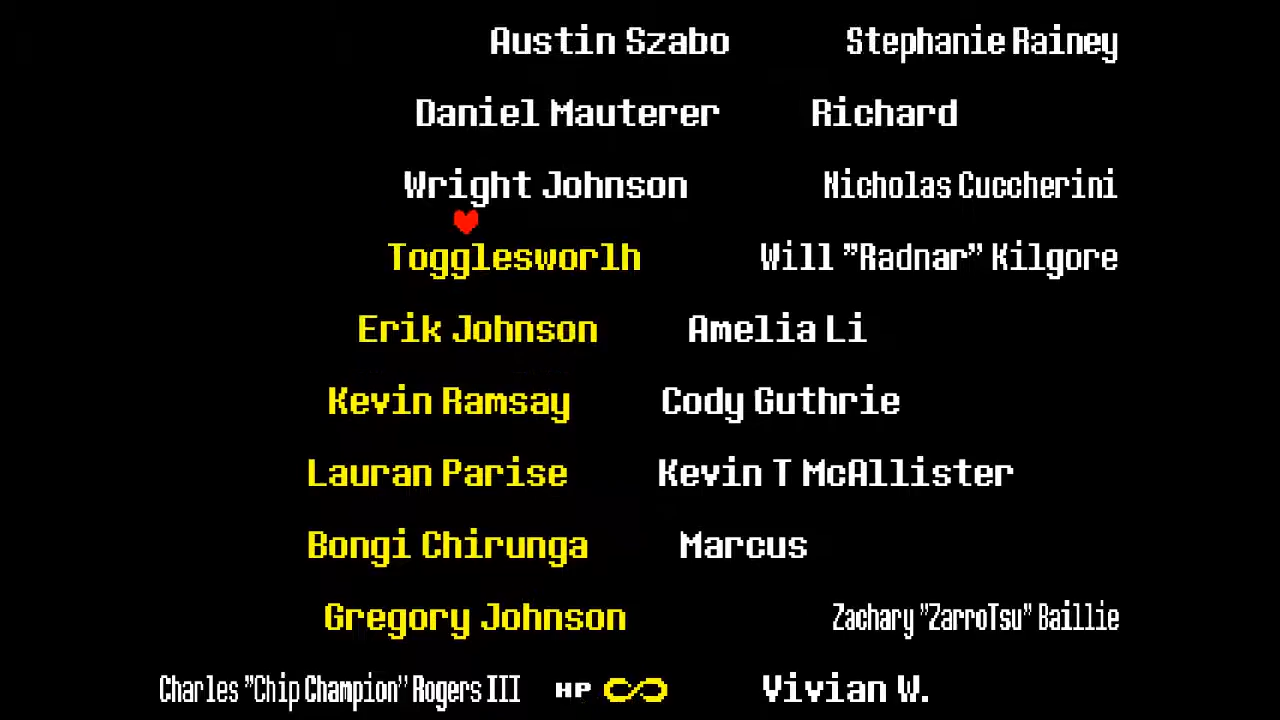 Austin Szabo Stephanie Rainey
Daniel Mauterer Richard
Wright Johnson Nicholas Cuccherini
Togglesworlh Will "Radnar" Kilgore
Erik Johnson Amelia Li
Kevin Ramsay Cody Guthrie
Lauran Parise Kevin T McAllister
Bongi Chirunga Marcus
Gregory Johnson Zachary "ZarroTsu" Baillie
Charles "Chip Champion" Rogers III HP ∞ Vivian W.